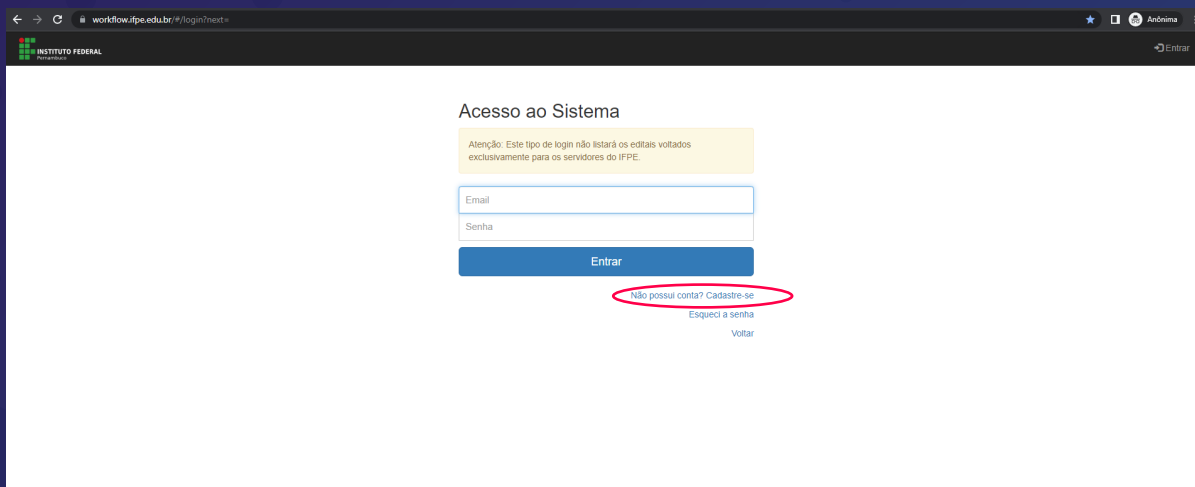 workflow.ifpe.edu.br/#/login?next=
Anônima
INSTITUTO FEDERAL
Pernambuco
Entrar
Acesso ao Sistema
Atenção: Este tipo de login não listará os editais voltados
exclusivamente para os servidores do IFPE.
Email
Senha
Entrar
Não possui conta? Cadastre-se
Esqueci a senha
Voltar